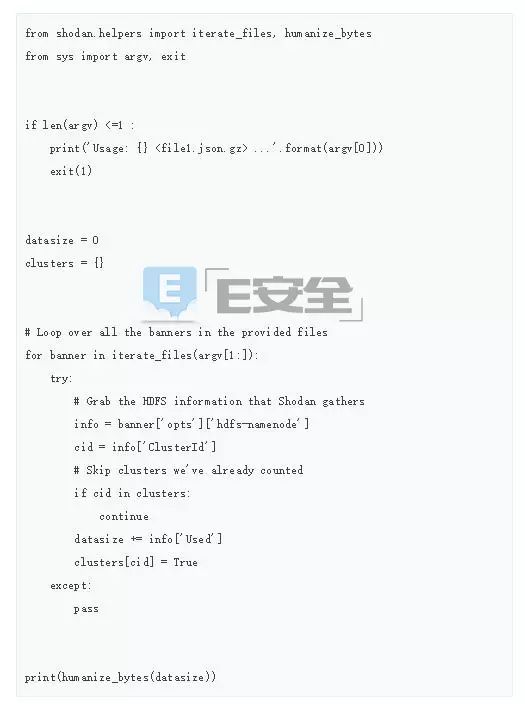 from shodan.helpers import iterate_files, humanize_bytes
from sys import argv, exit
if len(argv) <=1 :
    print('Usage: {} <file1.json.gz> ...'.format(argv[0]))
    exit(1)
datasize = 0
clusters = {}
E E安全
# Loop over all the banners in the provided files
for banner in iterate_files(argv[1:]):
    try:
        # Grab the HDFS information that Shodan gathers
        info = banner['opts']['hdfs-namenode']
        cid = info['ClusterId']
        # Skip clusters we've already counted
        if cid in clusters:
            continue
        datasize += info['Used']
        clusters[cid] = True
    except:
        pass
print(humanize_bytes(datasize))